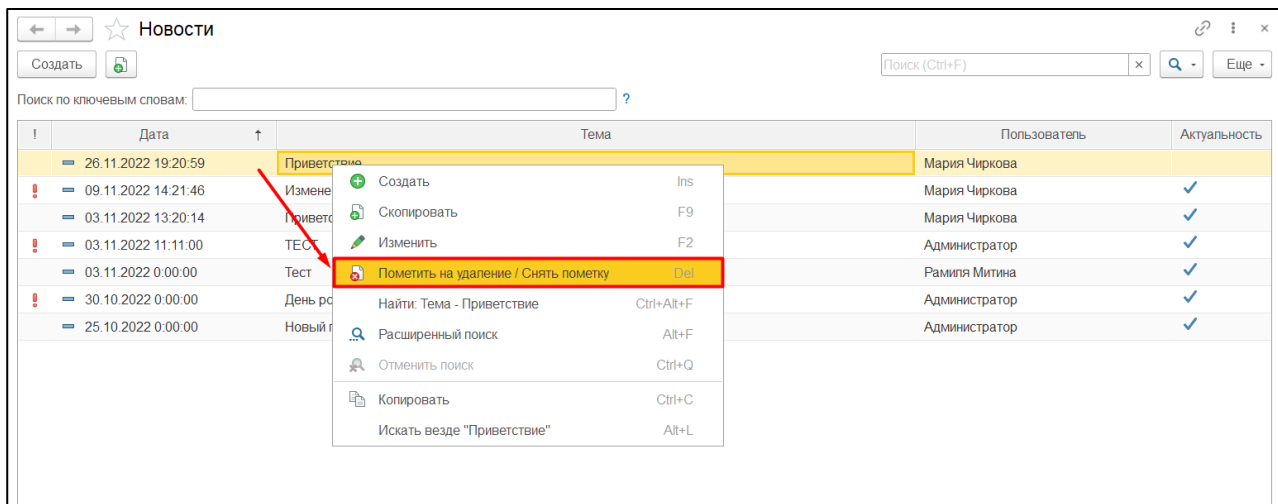 Новости
Создать Поиск (Ctrl+F) × Еще
Поиск по ключевым словам: ?
! Дата ↑ Тема Пользователь Актуальность
26.11.2022 19:20:59 Приветствие Мария Чиркова
09.11.2022 14:21:46 Измене Мария Чиркова
03.11.2022 13:20:14 Приветс Мария Чиркова
03.11.2022 11:11:00 ТЕСТ Администратор
03.11.2022 0:00:00 Тест Рамиля Митина
30.10.2022 0:00:00 День ро Администратор
25.10.2022 0:00:00 Новый г Администратор
Создать Ins
Скопировать F9
Изменить F2
Пометить на удаление / Снять пометку Del
Найти: Тема - Приветствие Ctrl+Alt+F
Расширенный поиск Alt+F
Отменить поиск Ctrl+Q
Копировать Ctrl+C
Искать везде "Приветствие" Alt+L